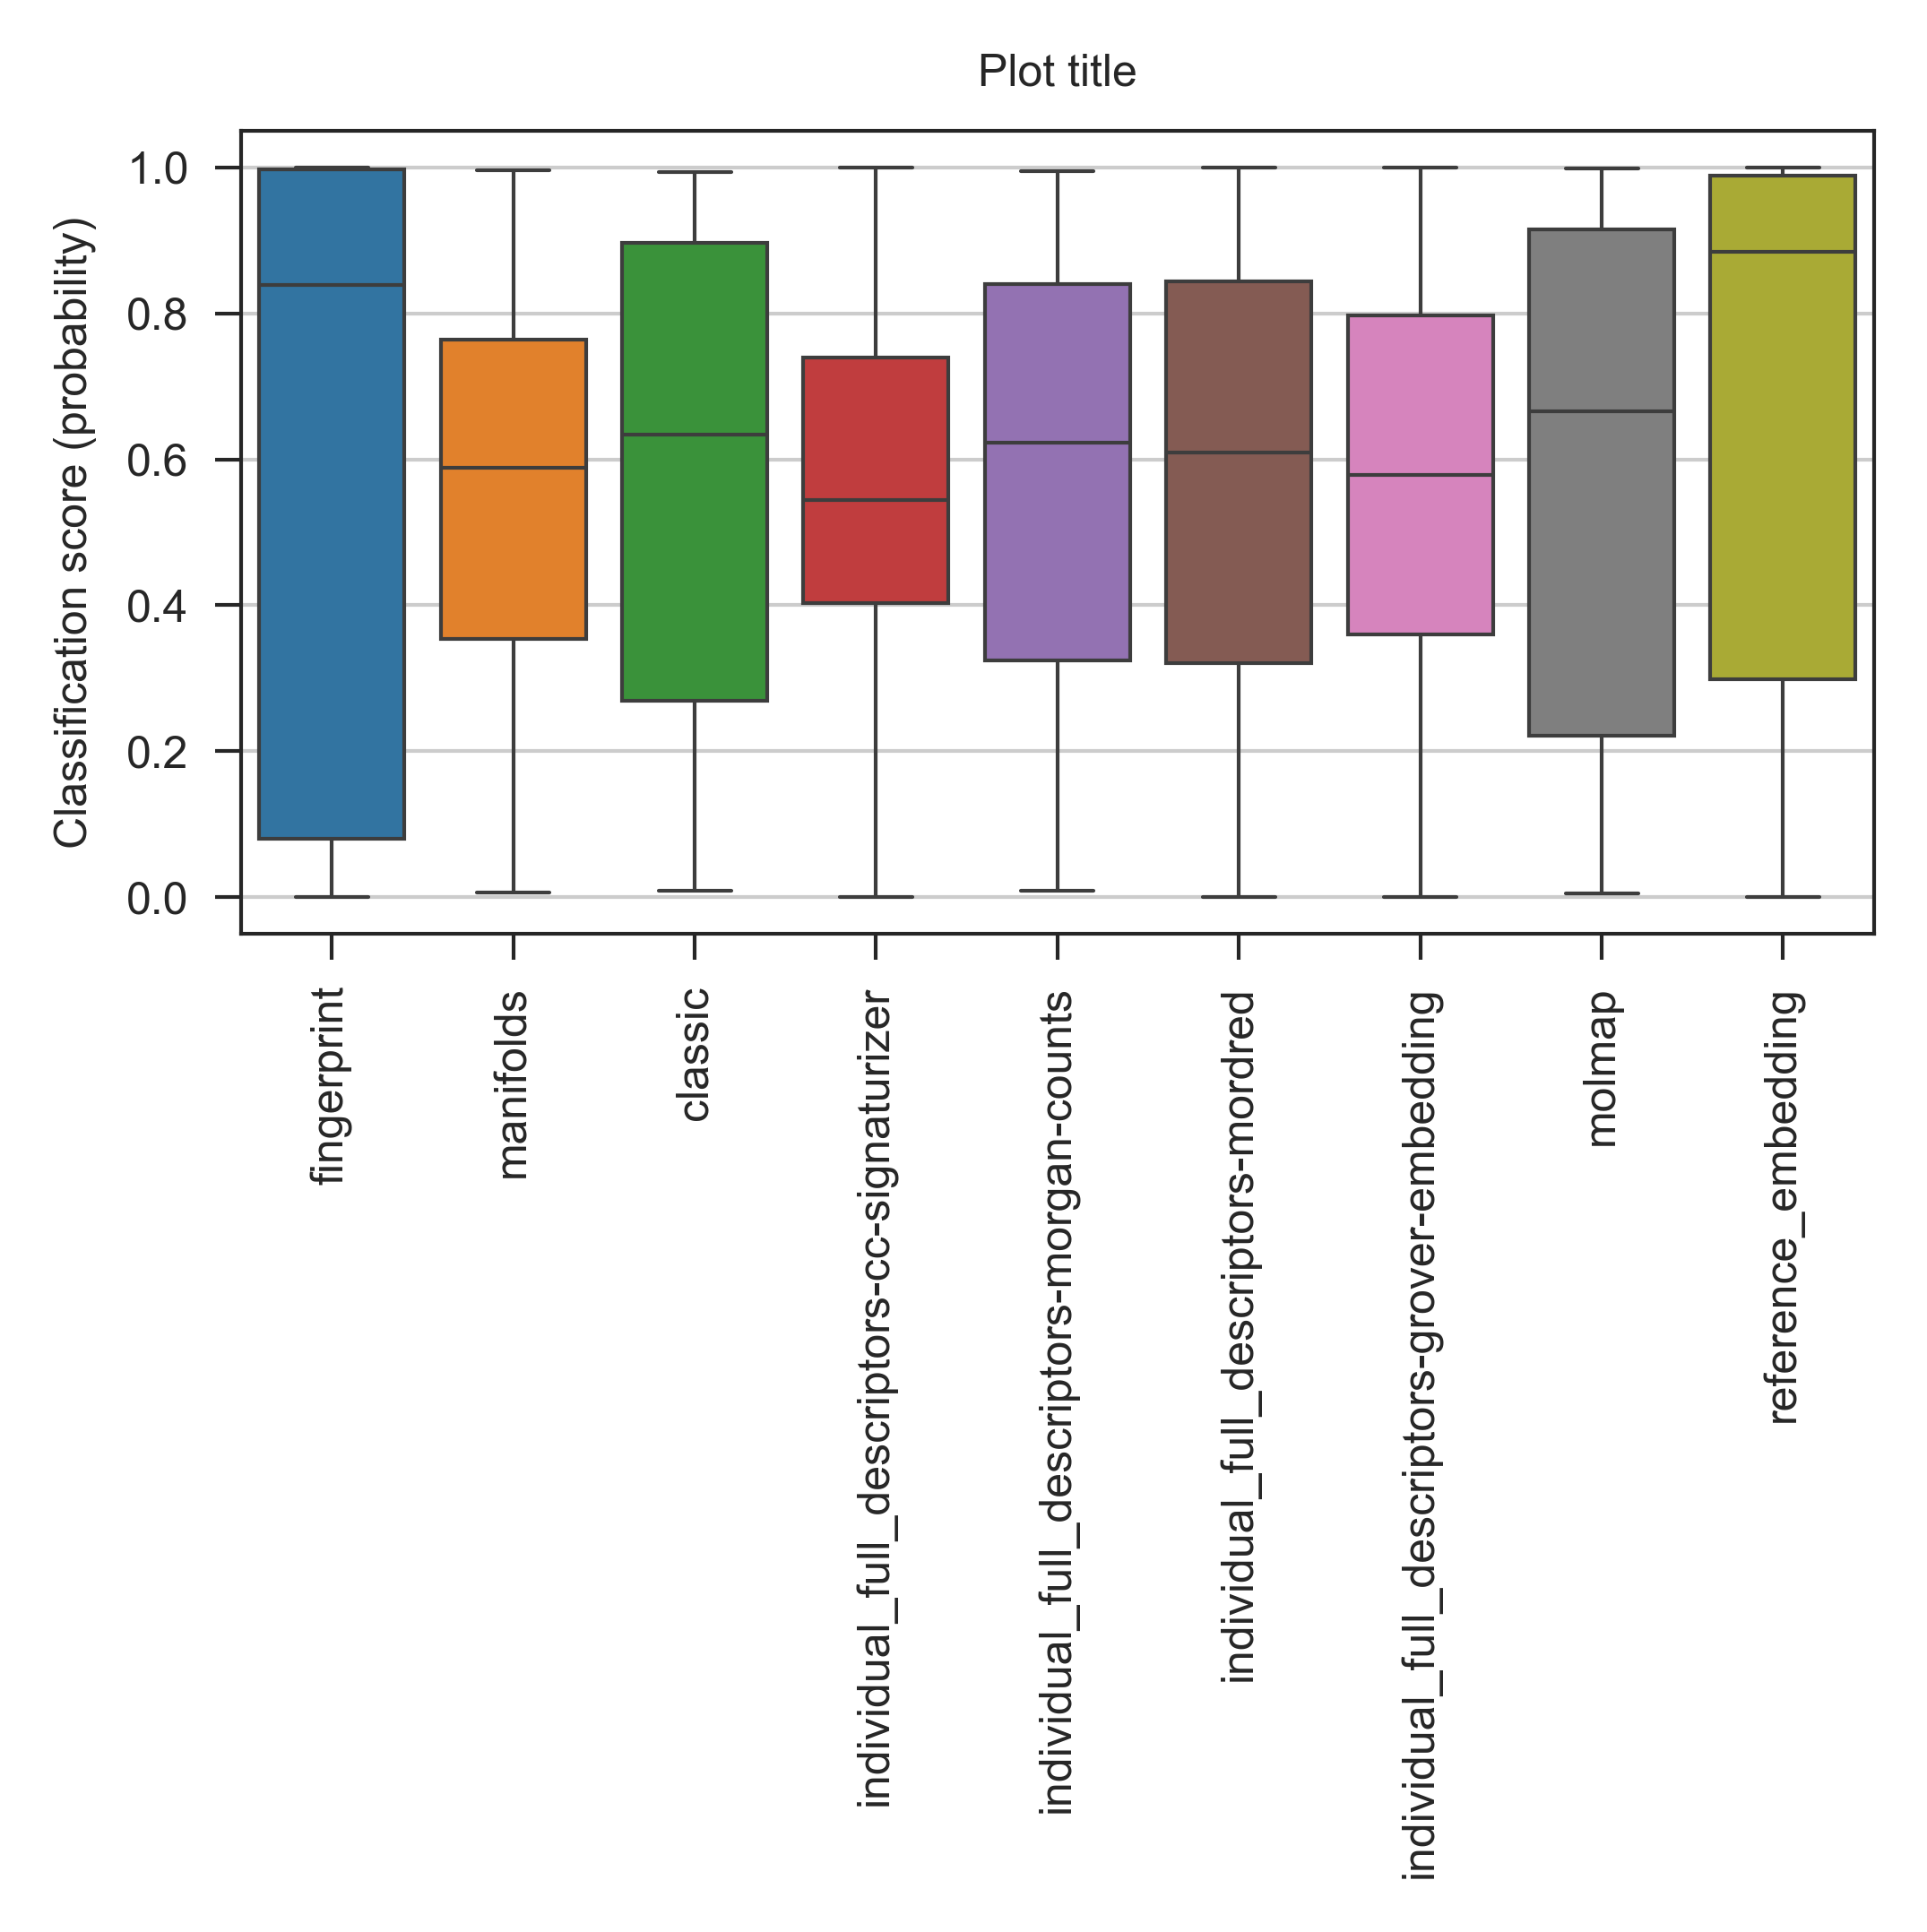 Plot title
Classification score (probability)
1.0
0.8
0.6
0.4
0.2
0.0
fingerprint
manifolds
classic
individual_full_descriptors-cc-signaturizer
individual_full_descriptors-morgan-counts
individual_full_descriptors-mordred
individual_full_descriptors-grover-embedding
molmap
reference_embedding